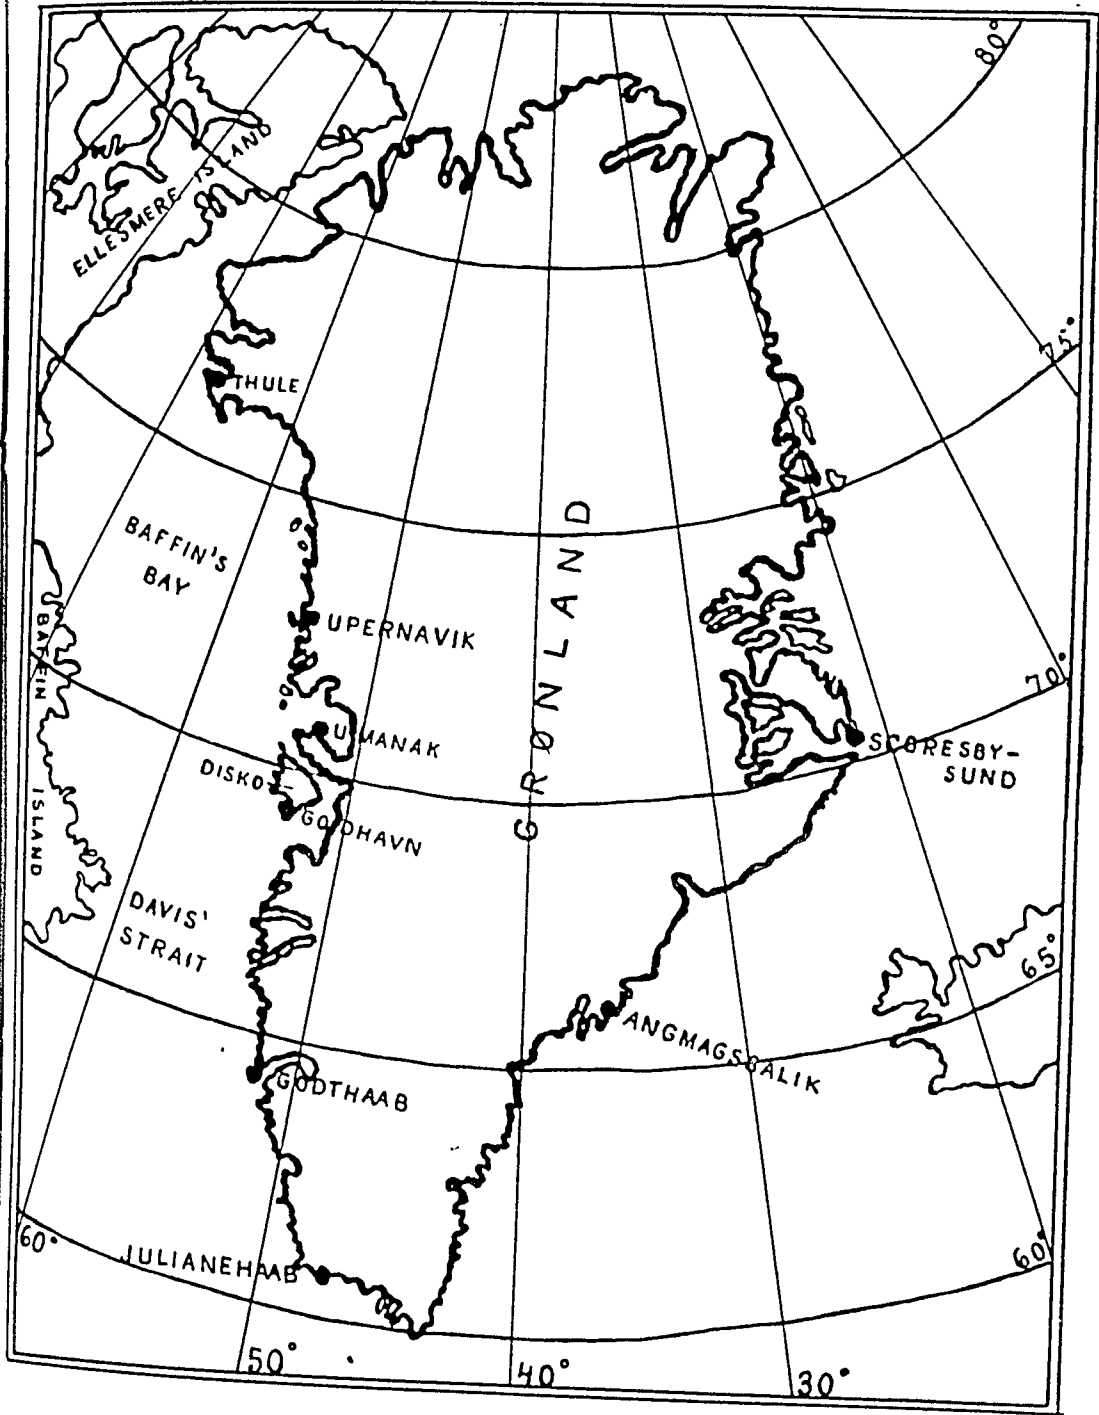 80°
ELLESMERE ISLAND
75°
THULE
BAFFIN'S
BAY
GRØNLAND
UPERNAVIK
BAFFIN ISLAND
70°
UMANAK
SCORESBY-
SUND
DISKO-
GODHAVN
DAVIS'
STRAIT
65°
ANGMAGSSALIK
GODTHAAB
60°
JULIANEHAAB
60°
50°
40°
30°